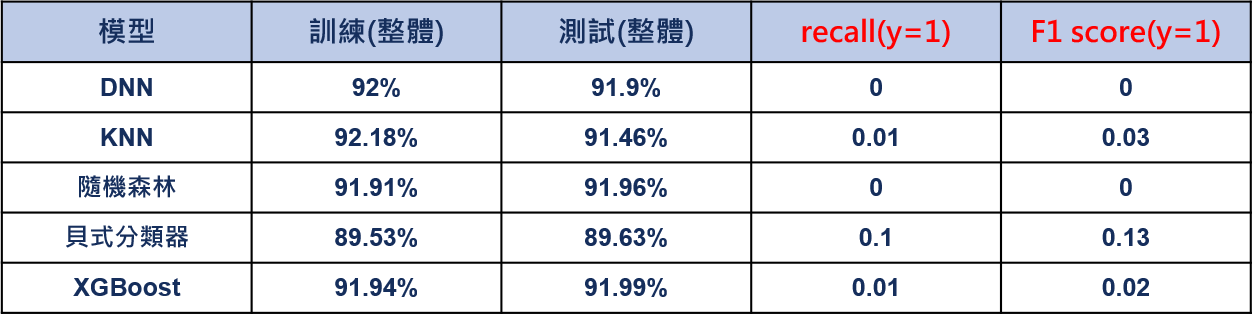 模型 訓練(整體) 測試(整體) recall(y=1) F1 score(y=1)
DNN 92% 91.9% 0 0
KNN 92.18% 91.46% 0.01 0.03
隨機森林 91.91% 91.96% 0 0
貝式分類器 89.53% 89.63% 0.1 0.13
XGBoost 91.94% 91.99% 0.01 0.02